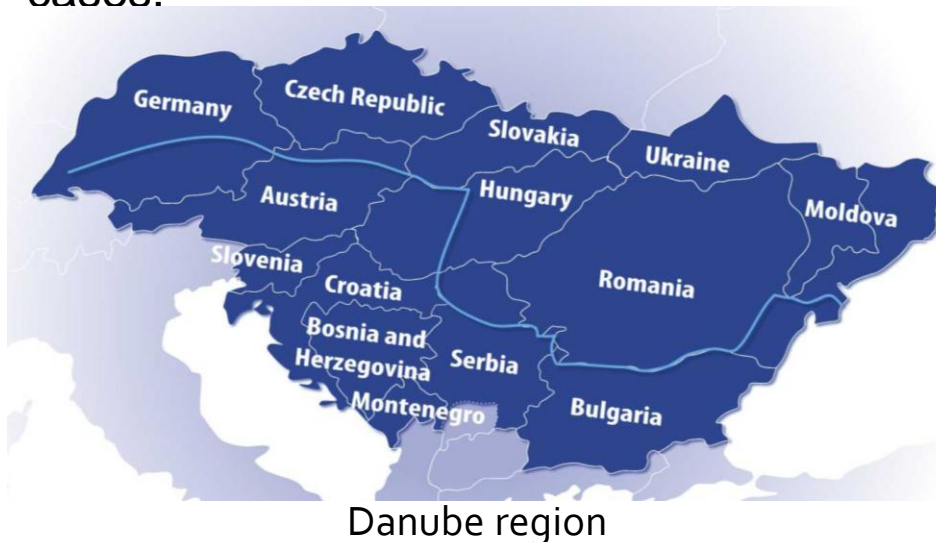 Germany
Czech Republic
Slovakia
Ukraine
Austria
Hungary
Moldova
Slovenia
Croatia
Romania
Bosnia and
Herzegovina
Serbia
Montenegro
Bulgaria
Danube region